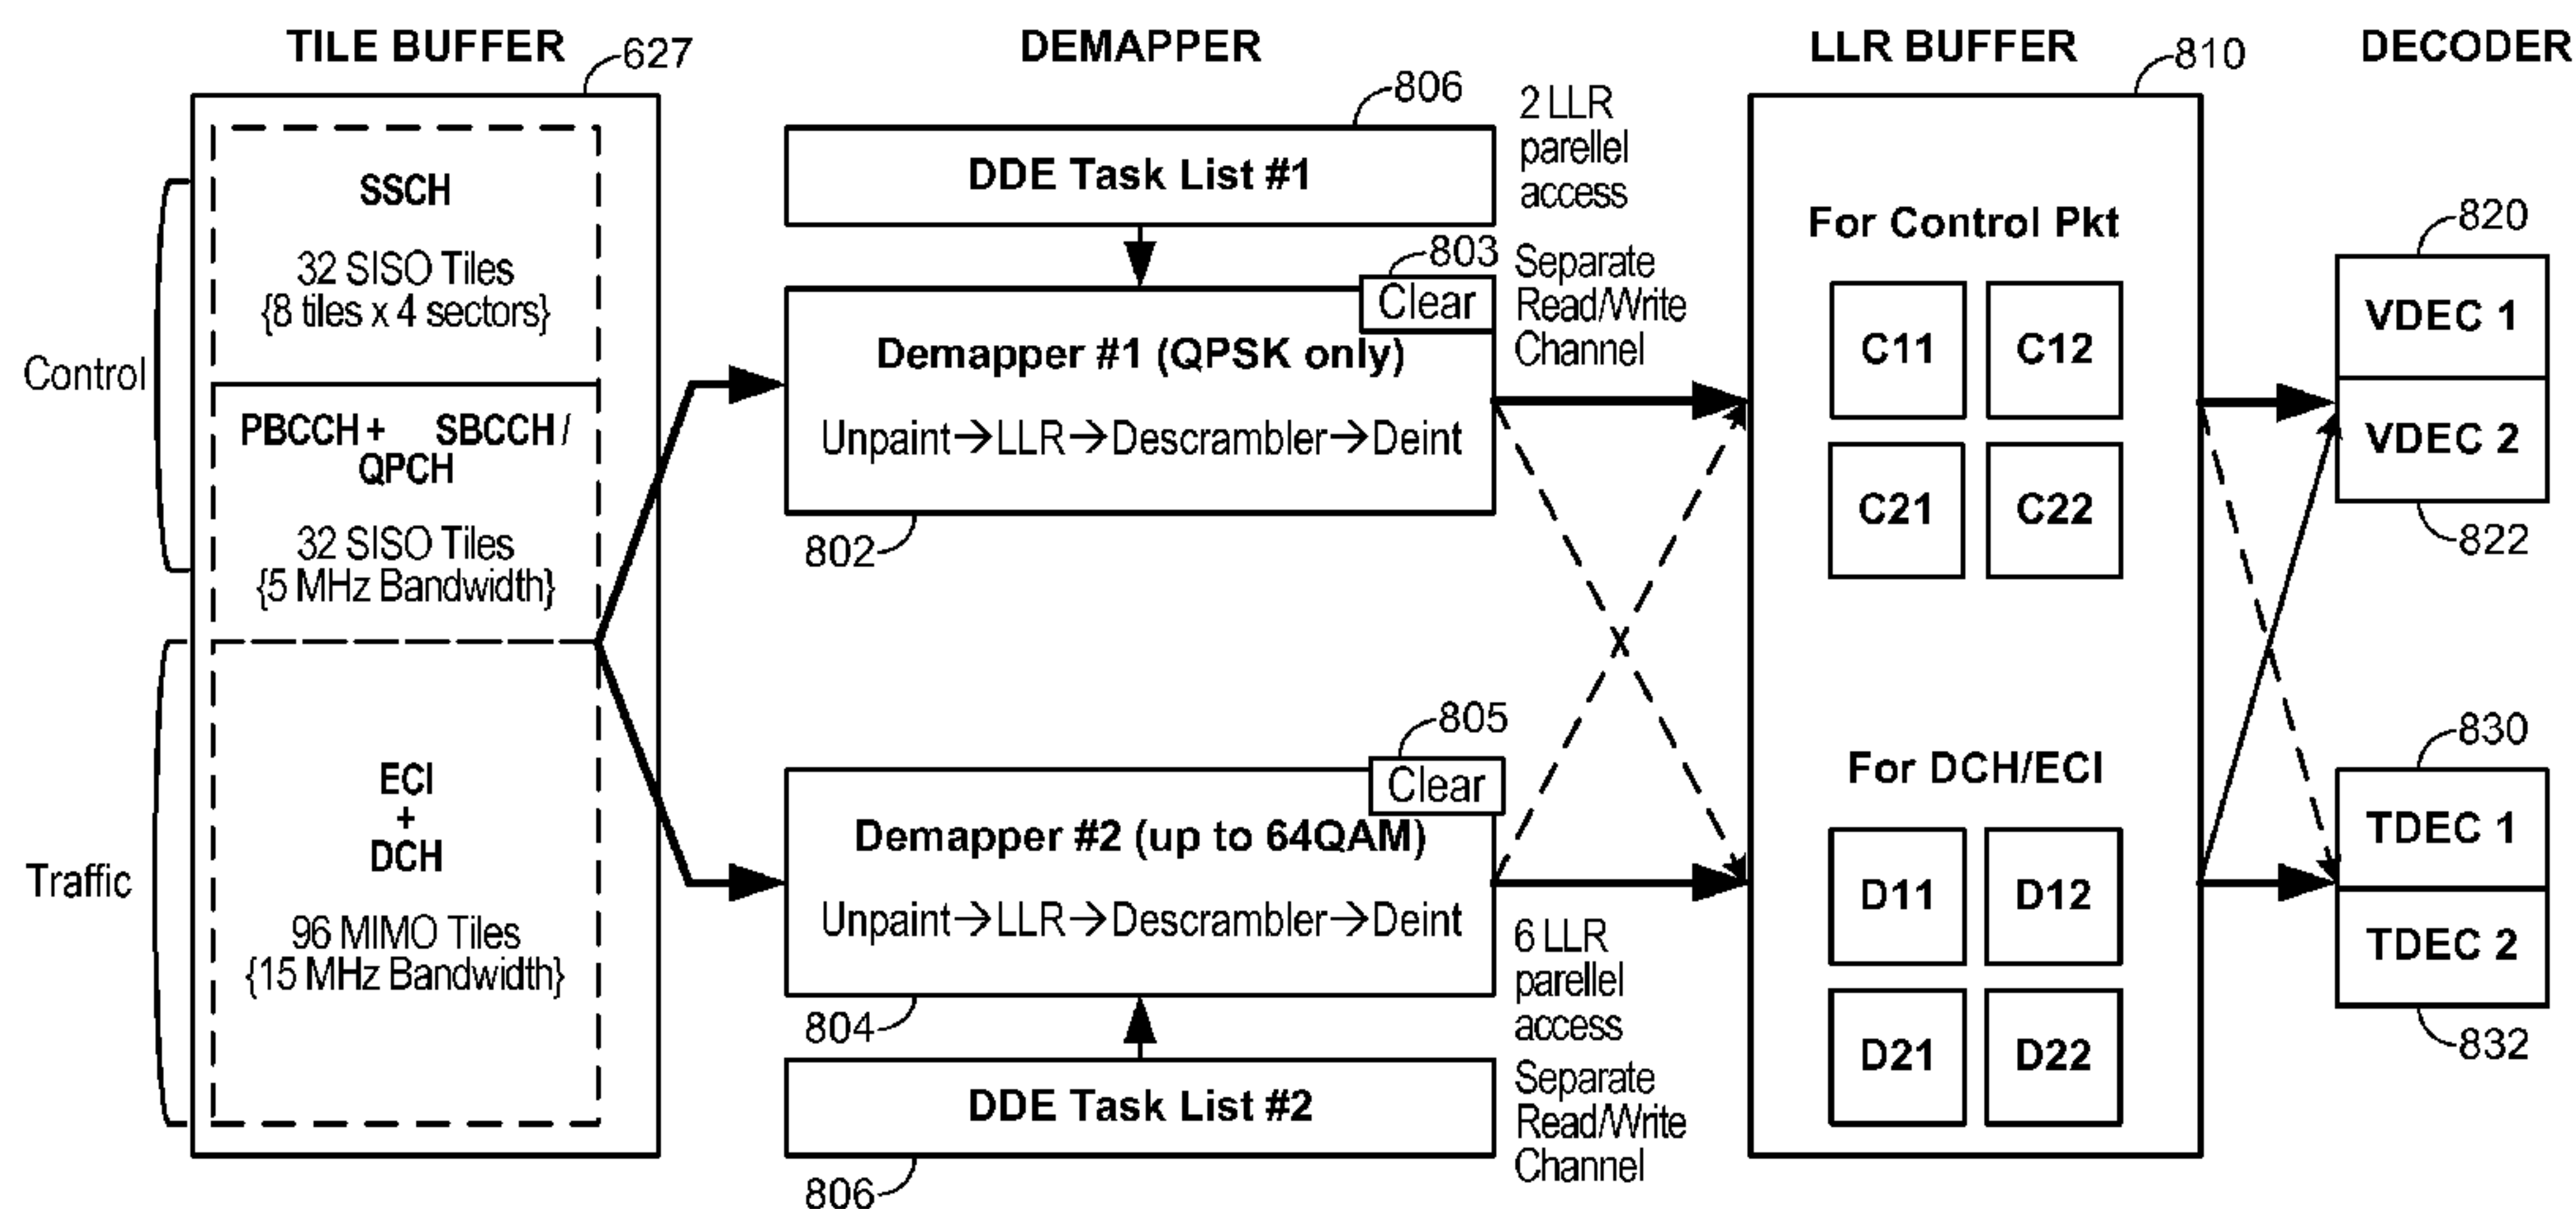 TILE BUFFER
627
Control
SSCH
32 SISO Tiles
{8 tiles x 4 sectors}
PBCCH + SBCCH /
QPCH
32 SISO Tiles
{5 MHz Bandwidth}
Traffic
ECI
+
DCH
96 MIMO Tiles
{15 MHz Bandwidth}
DEMAPPER
806
DDE Task List #1
803
Clear
Demapper #1 (QPSK only)
Unpaint→LLR→Descrambler→Deint
802
805
Clear
Demapper #2 (up to 64QAM)
Unpaint→LLR→Descrambler→Deint
804
DDE Task List #2
806
2 LLR
parellel
access
Separate
Read/Write
Channel
6 LLR
parellel
access
Separate
Read/Write
Channel
LLR BUFFER
810
For Control Pkt
C11 C12
C21 C22
For DCH/ECI
D11 D12
D21 D22
DECODER
820
VDEC 1
VDEC 2
822
830
TDEC 1
TDEC 2
832